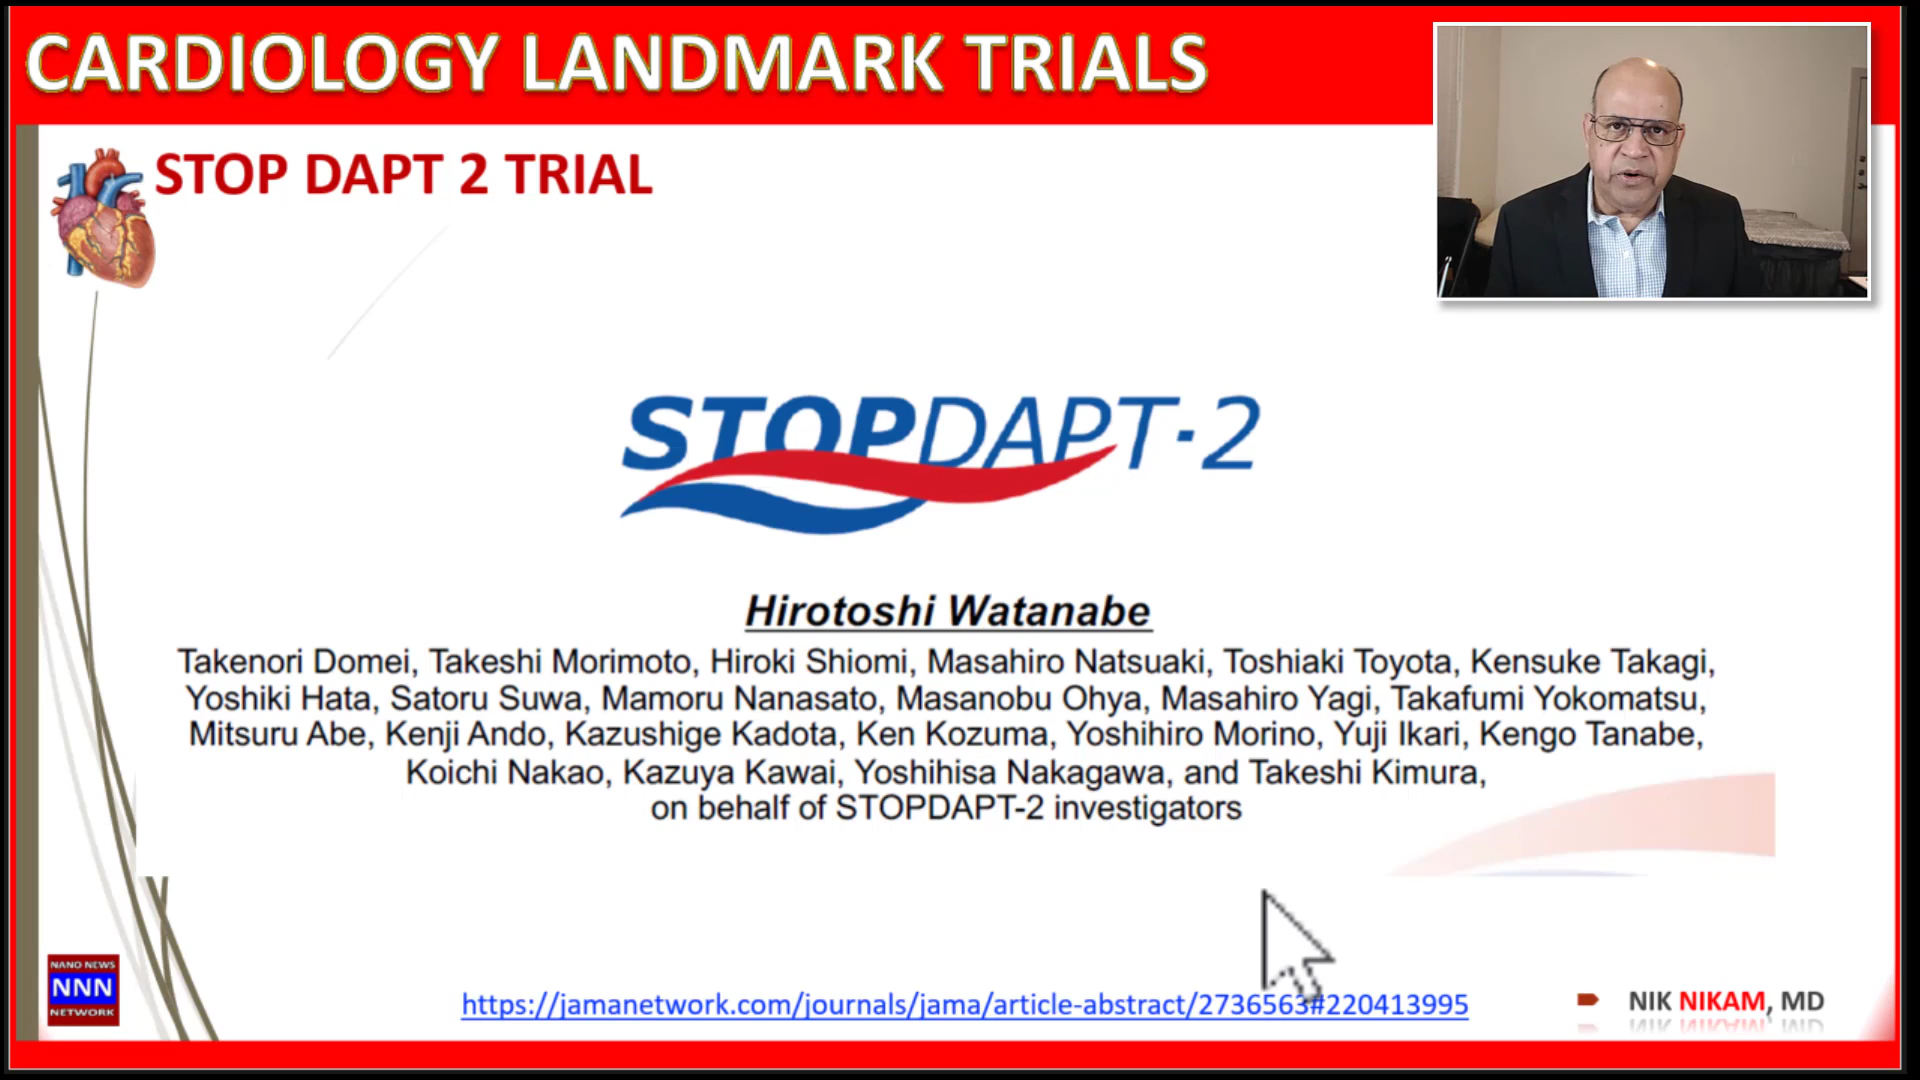 CARDIOLOGY LANDMARK TRIALS
STOP DAPT 2 TRIAL
STOPDAPT-2
Hirotoshi Watanabe
Takenori Domei, Takeshi Morimoto, Hiroki Shiomi, Masahiro Natsuaki, Toshiaki Toyota, Kensuke Takagi,
Yoshiki Hata, Satoru Suwa, Mamoru Nanasato, Masanobu Ohya, Masahiro Yagi, Takafumi Yokomatsu,
Mitsuru Abe, Kenji Ando, Kazushige Kadota, Ken Kozuma, Yoshihiro Morino, Yuji Ikari, Kengo Tanabe,
Koichi Nakao, Kazuya Kawai, Yoshihisa Nakagawa, and Takeshi Kimura,
on behalf of STOPDAPT-2 investigators
NANO NEWS
NNN
NETWORK
https://jamanetwork.com/journals/jama/article-abstract/2736563#220413995
NIK NIKAM, MD